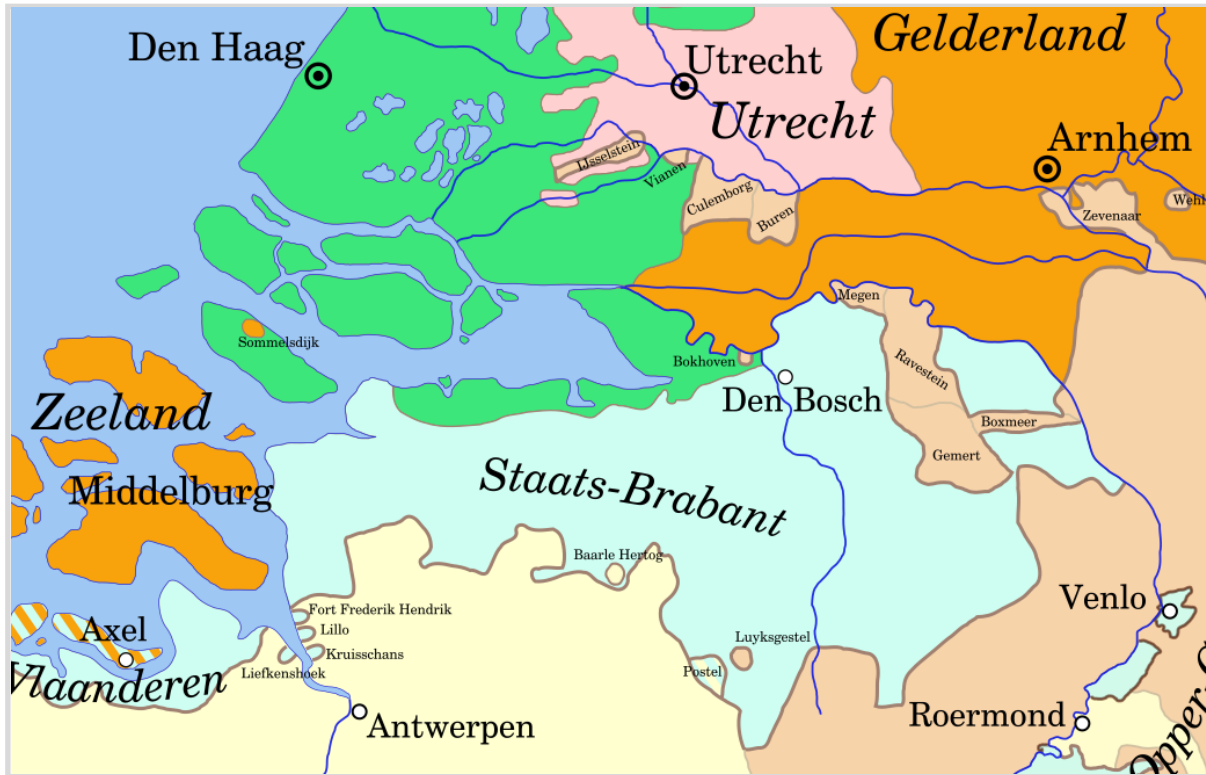 Gelderland
Den Haag
Utrecht
Utrecht
Arnhem
IJsselstein
Vianen
Culemborg
Buren
Zevenaar
Wehl
Megen
Sommelsdijk
Bokhoven
Ravestein
Den Bosch
Zeeland
Boxmeer
Gemert
Staats-Brabant
Middelburg
Baarle Hertog
Venlo
Fort Frederik Hendrik
Axel
Lillo
Luyksgestel
Kruisschans
Liefkenshoek
Postel
Vlaanderen
Roermond
Antwerpen
Opper-G